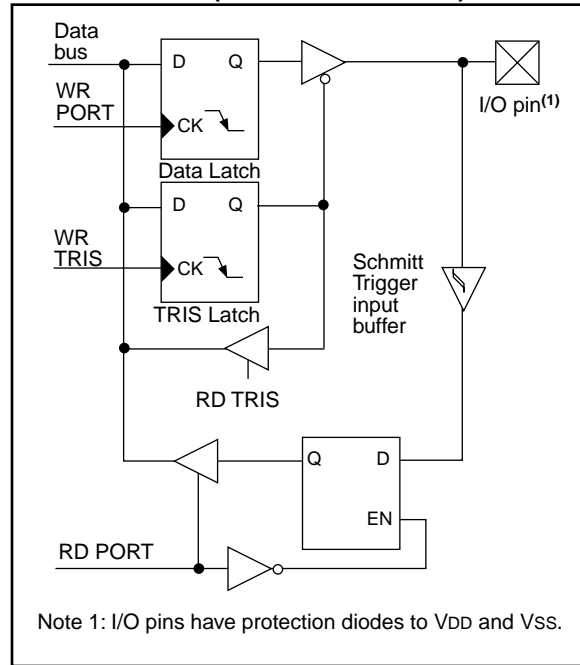 Data
bus
D Q
WR
PORT
I/O pin(1)
CK
Data Latch
D Q
WR
TRIS
CK
Schmitt
Trigger
input
buffer
TRIS Latch
RD TRIS
Q D
EN
RD PORT
Note 1: I/O pins have protection diodes to VDD and VSS.